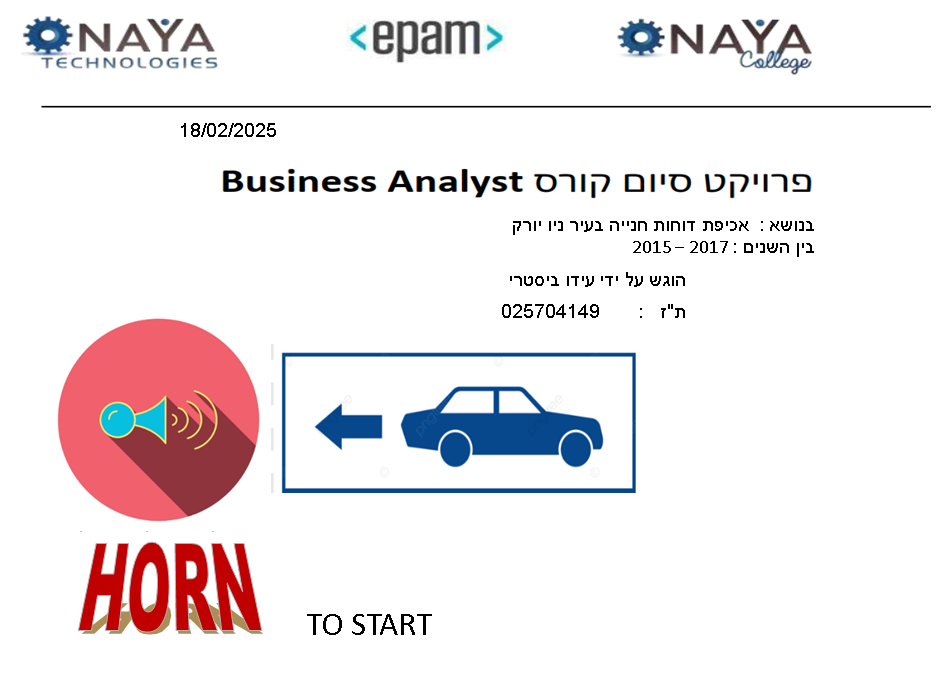 NAYA
TECHNOLOGIES
<epam>
NAYA
College
18/02/2025
פרויקט סיום קורס Business Analyst
בנושא : אכיפת דוחות חנייה בעיר ניו יורק
בין השנים : 2017 – 2015
הוגש על ידי עידו ביסטרי
ת"ז : 025704149
HORN
TO START